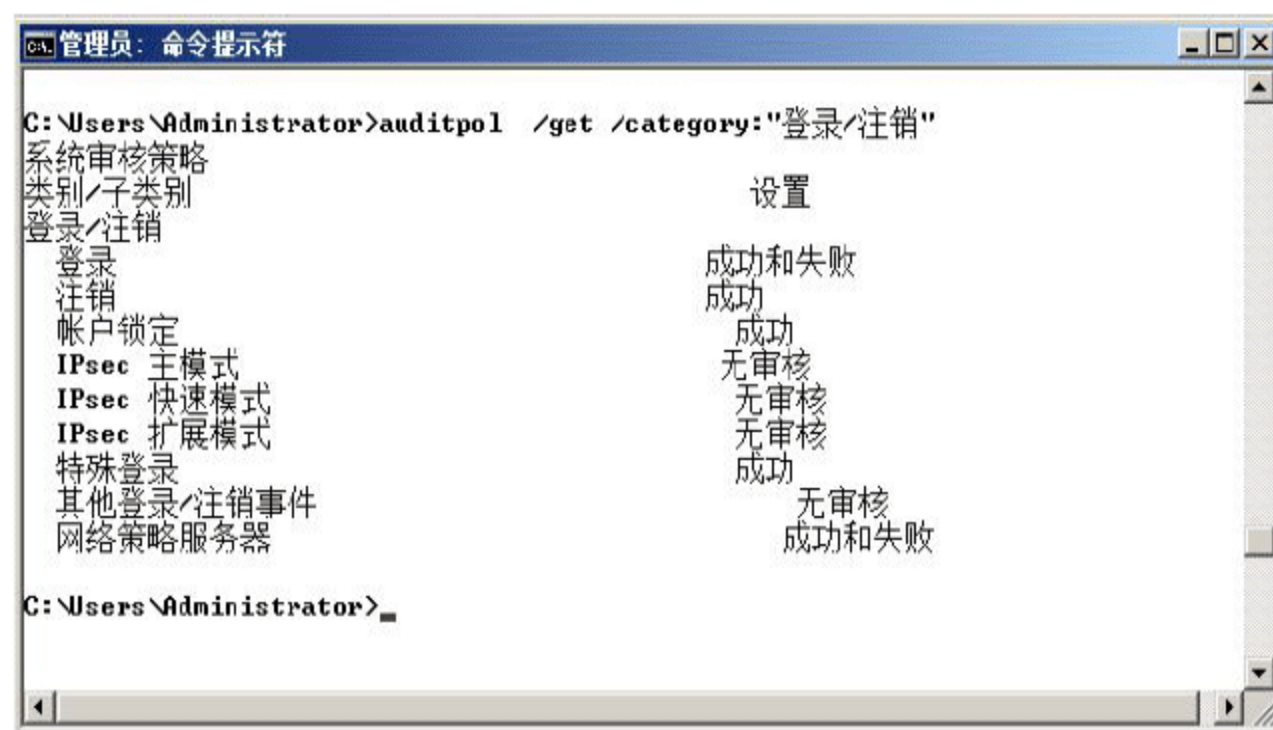 管理员: 命令提示符
C:\Users\Administrator>auditpol /get /category:"登录/注销"
系统审核策略
类别/子类别 设置
登录/注销
登录 成功和失败
注销 成功
帐户锁定 成功
IPsec 主模式 无审核
IPsec 快速模式 无审核
IPsec 扩展模式 无审核
特殊登录 成功
其他登录/注销事件 无审核
网络策略服务器 成功和失败
C:\Users\Administrator>_